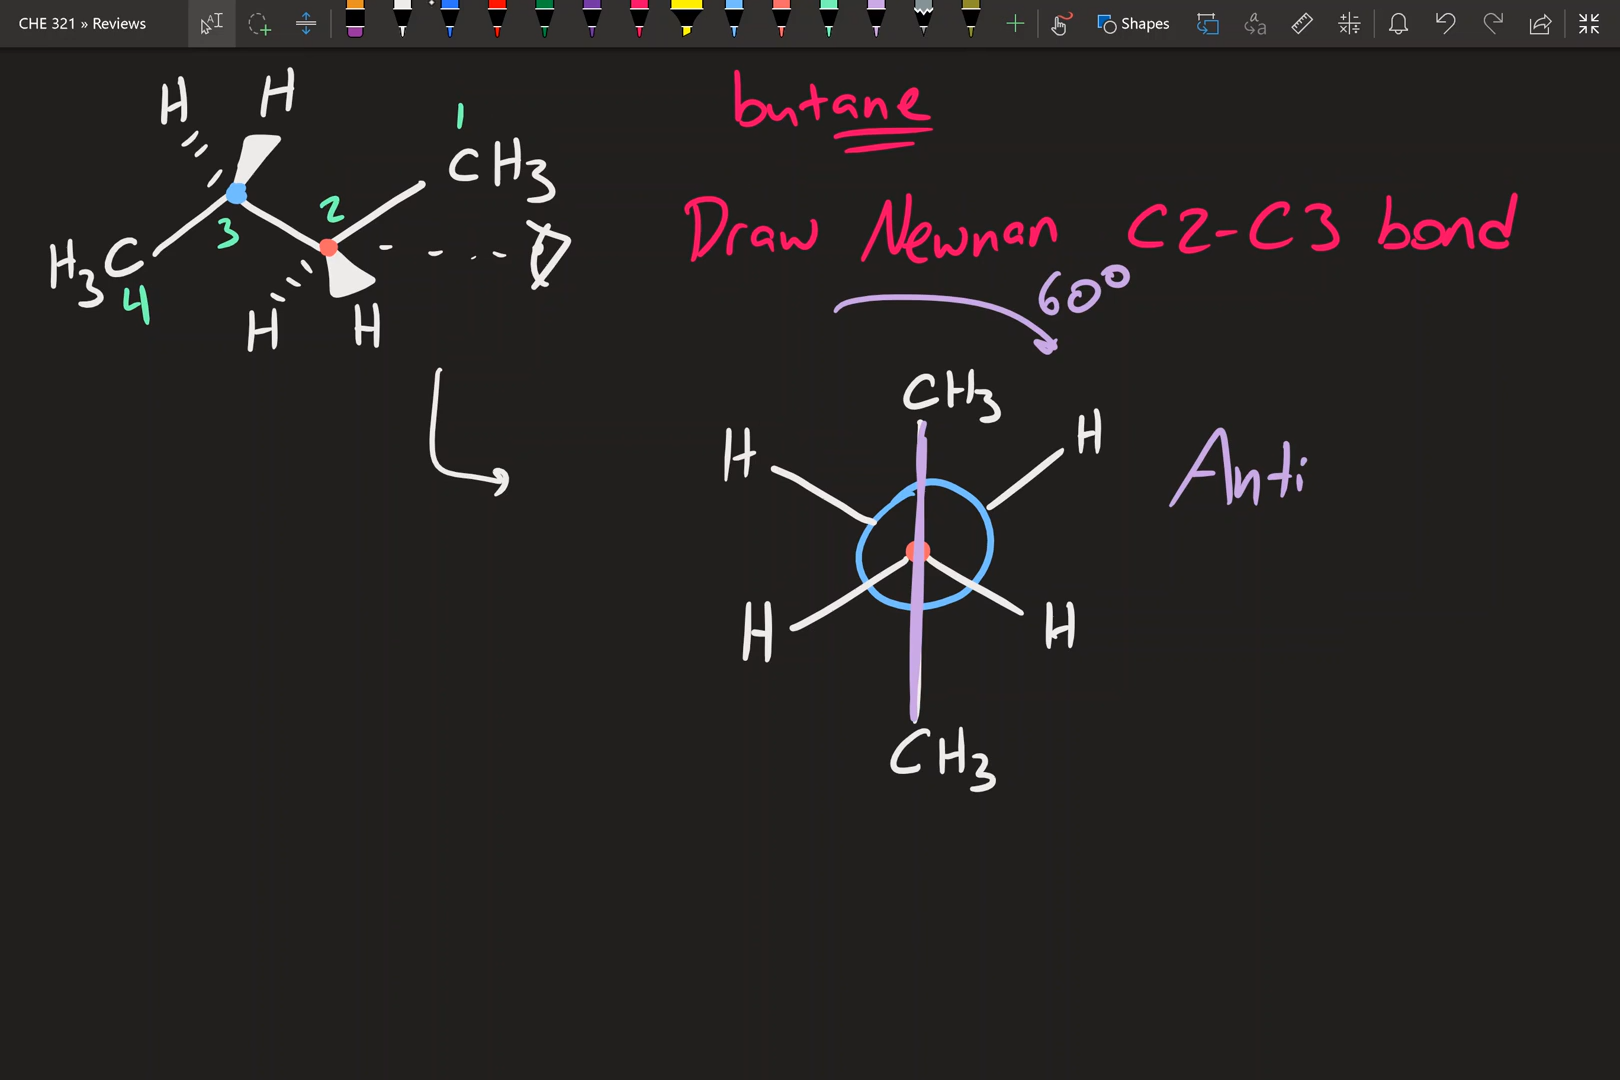 CHE 321 » Reviews
Shapes
H H
1
CH3
2
3
H3C
4
H H
butane
Draw Newman C2-C3 bond
60°
CH3
H H
Anti
H H
CH3